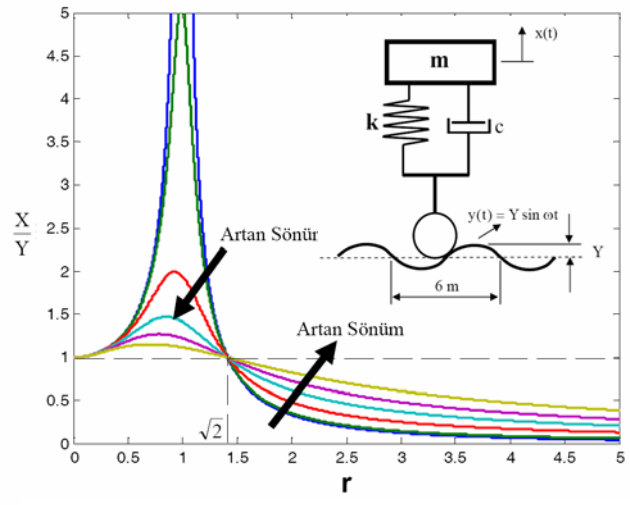 5
4.5
4
3.5
3
2.5
2
1.5
1
0.5
0
X
Y
0 0.5 1 1.5 2 2.5 3 3.5 4 4.5 5
r
√2
Artan Sönür
Artan Sönüm
x(t)
m
k
c
y(t) = Y sin ωt
Y
6 m